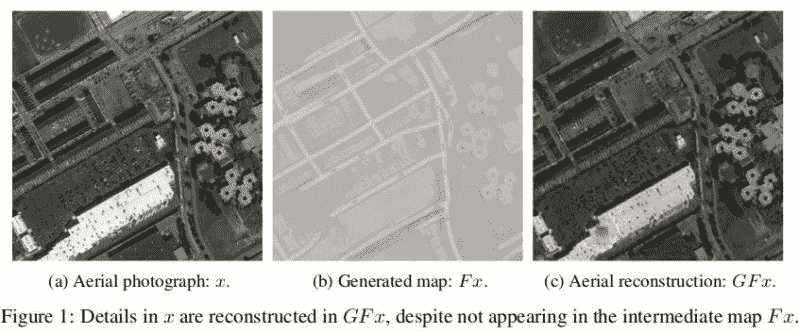 (a) Aerial photograph: x.
(b) Generated map: Fx.
(c) Aerial reconstruction: GFx.
Figure 1: Details in x are reconstructed in GFx, despite not appearing in the intermediate map Fx.